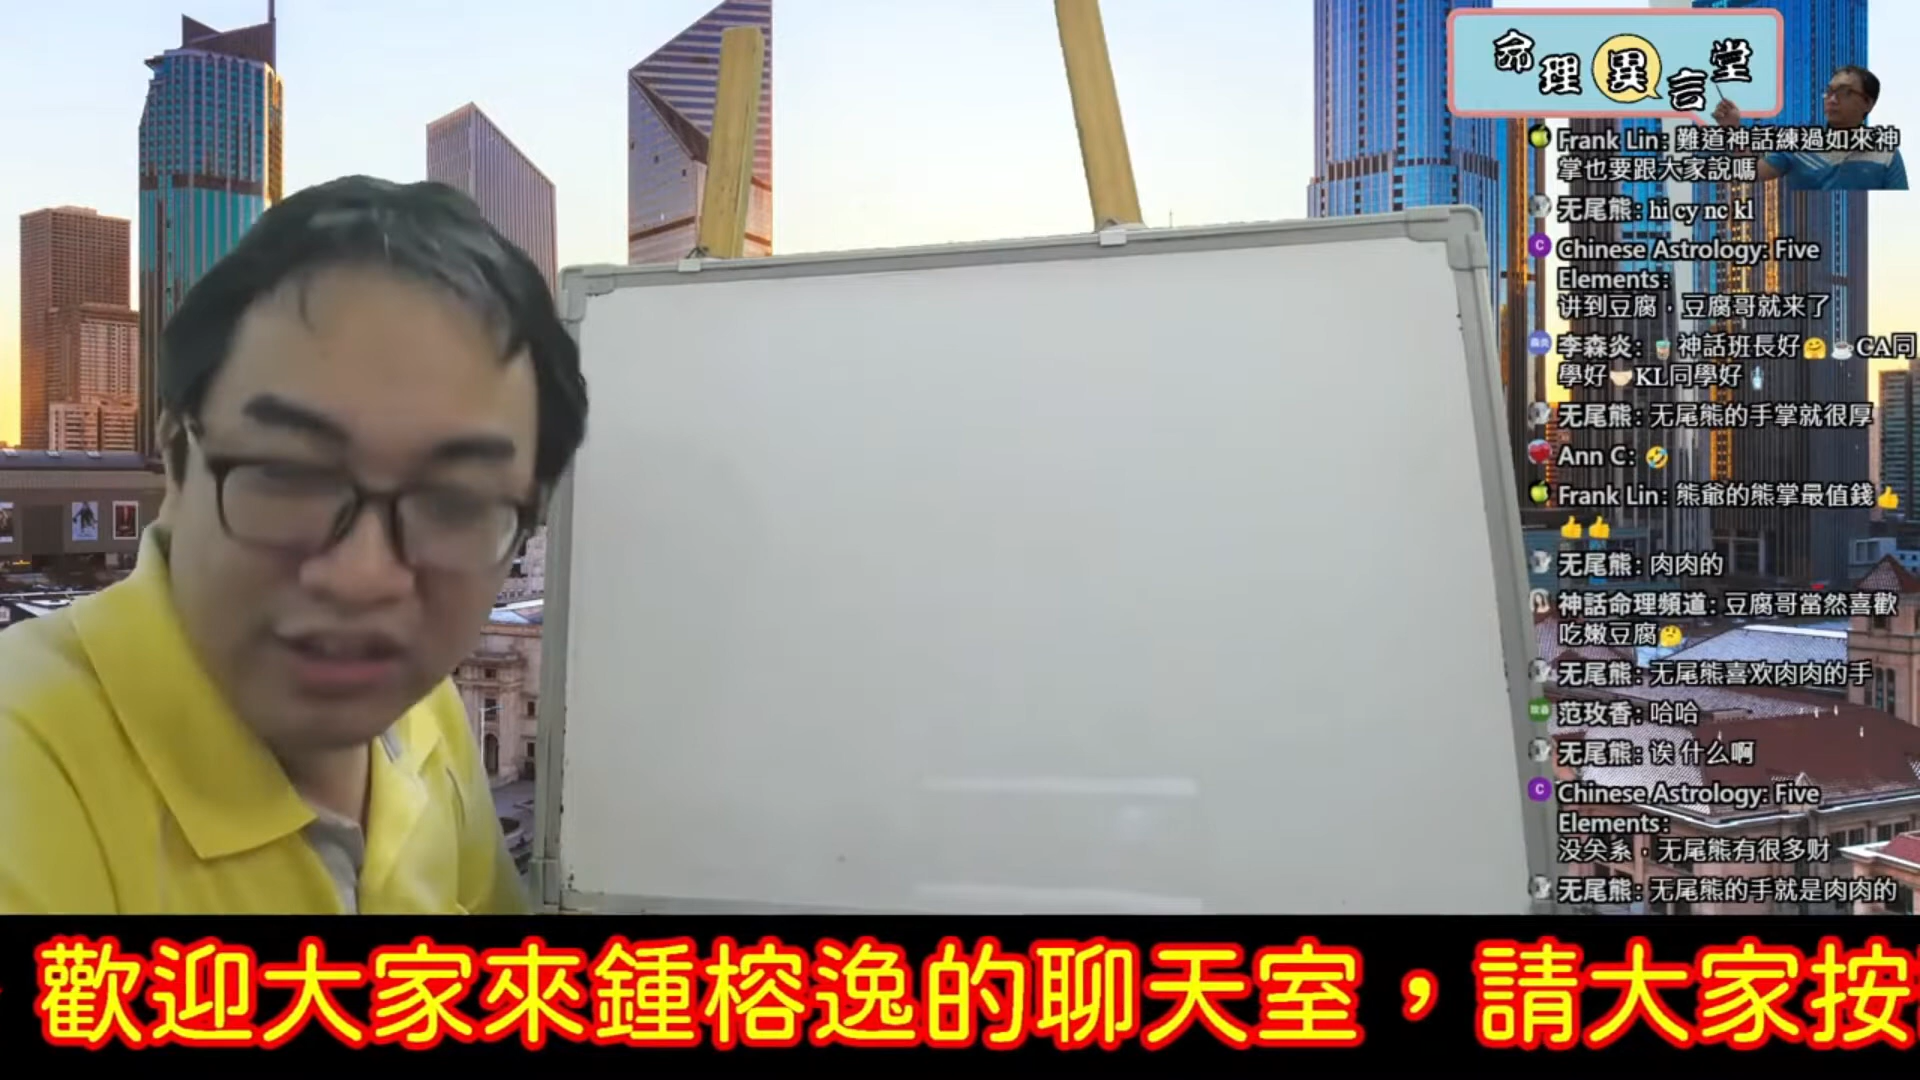 命理異言堂
Frank Lin: 難道神話練過如來神
掌也要跟大家說嗎
无尾熊: hi cy nc kl
C Chinese Astrology: Five
Elements:
讲到豆腐，豆腐哥就来了
李森炎: 🧋神話班長好🤗☕CA同
學好🤝KL同學好🍶
无尾熊: 无尾熊的手掌就很厚
Ann C: 🤣
Frank Lin: 熊爺的熊掌最值錢👍
👍👍
无尾熊: 肉肉的
神話命理頻道: 豆腐哥當然喜歡
吃嫩豆腐🤔
无尾熊: 无尾熊喜欢肉肉的手
范玫香: 哈哈
无尾熊: 诶 什么啊
C Chinese Astrology: Five
Elements:
没关系，无尾熊有很多财
无尾熊: 无尾熊的手就是肉肉的
歡迎大家來鍾榕逸的聊天室，請大家按